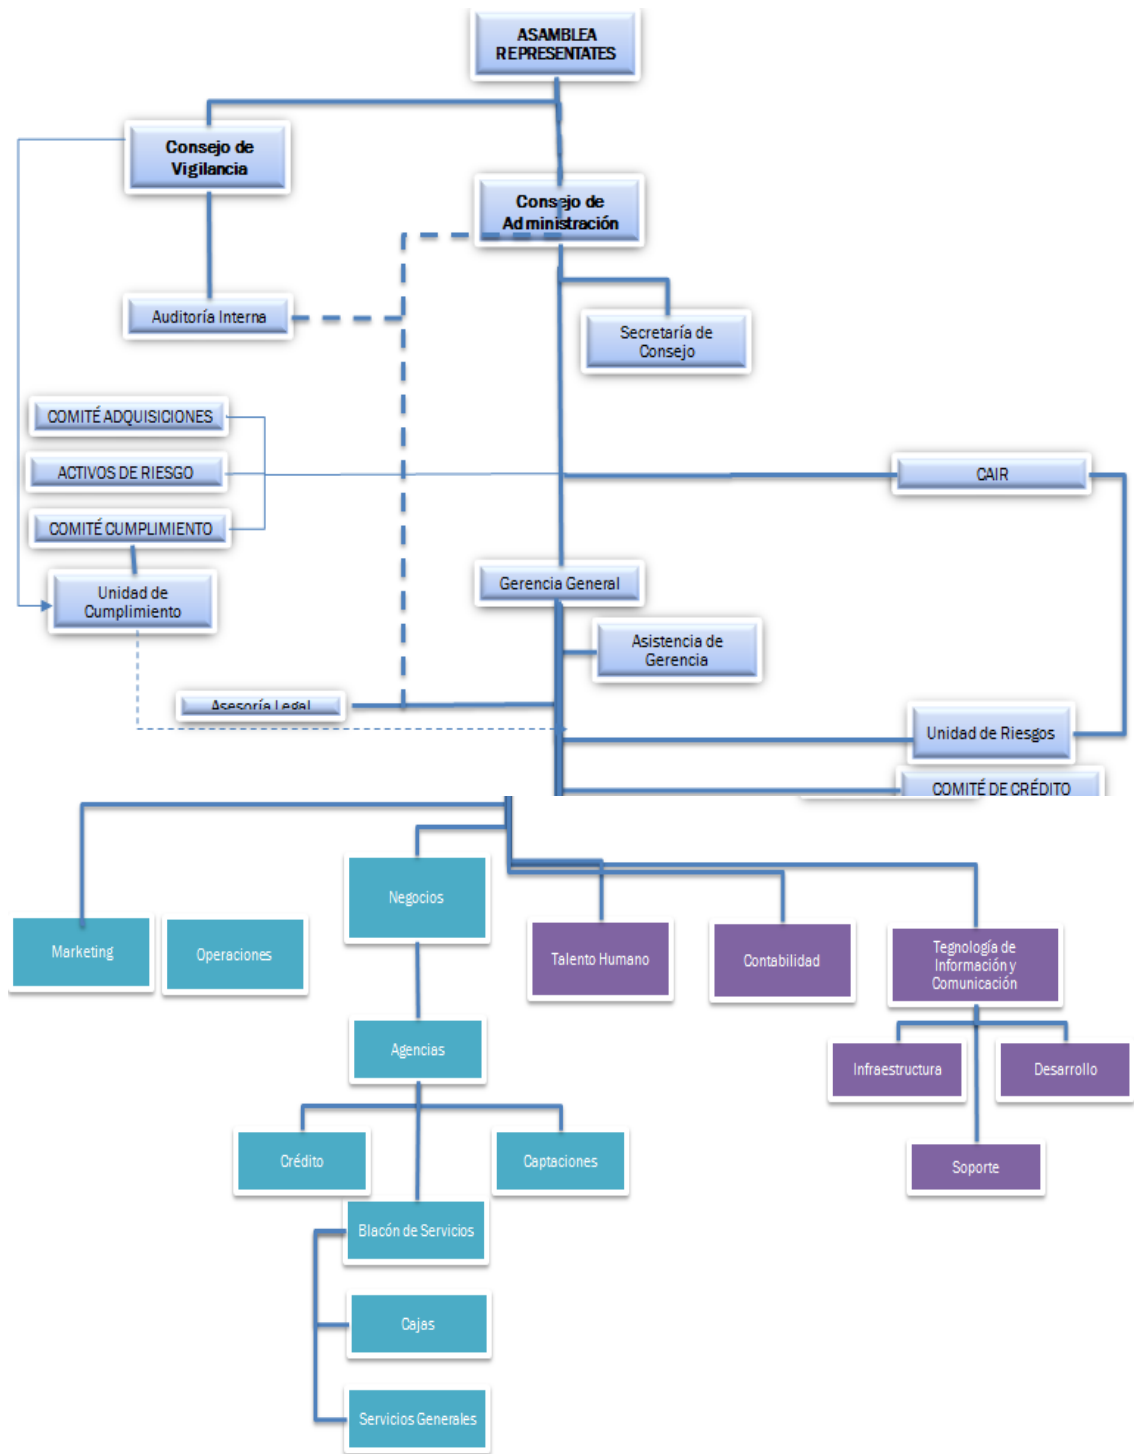 ASAMBLEA
REPRESENTATES
Consejo de
Vigilancia
Consejo de
Administración
Auditoría Interna
Secretaría de
Consejo
COMITÉ ADQUISICIONES
ACTIVOS DE RIESGO
CAIR
COMITÉ CUMPLIMIENTO
Gerencia General
Unidad de
Cumplimiento
Asistencia de
Gerencia
Asesoría Legal
Unidad de Riesgos
COMITÉ DE CRÉDITO
Negocios
Marketing
Operaciones
Talento Humano
Contabilidad
Tegnología de
Información y
Comunicación
Agencias
Infraestructura
Desarrollo
Crédito
Captaciones
Soporte
Blacón de Servicios
Cajas
Servicios Generales